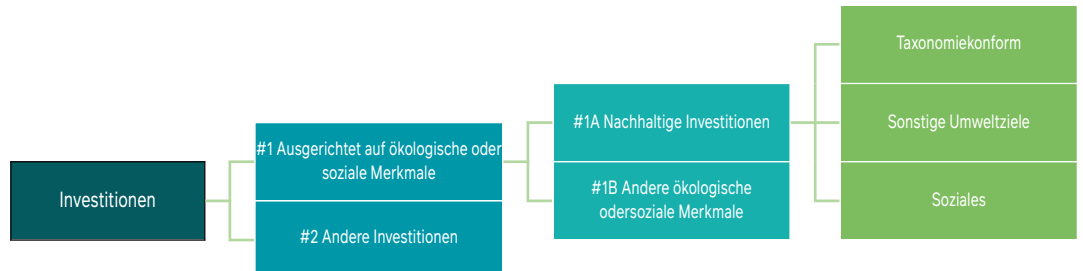 Investitionen
#1 Ausgerichtet auf ökologische oder
soziale Merkmale
#2 Andere Investitionen
#1A Nachhaltige Investitionen
#1B Andere ökologische
odersoziale Merkmale
Taxonomiekonform
Sonstige Umweltziele
Soziales